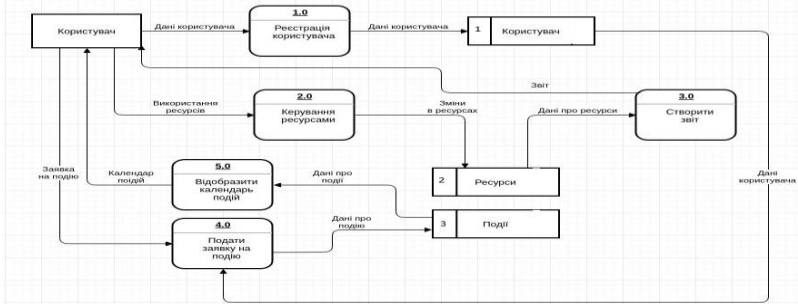 1.0
Користувач
Дані користувача
Реєстрація
користувача
Дані користувача
1
Користувач
Звіт
2.0
Керування
ресурсами
Використання
ресурсів
Зміни
в ресурсах
Дані про ресурси
3.0
Створити
звіт
Заявка
на подію
Календар
поідій
5.0
Відобразити
календарь
подій
Дані про
події
2
Ресурси
Дані
користувача
3
Події
4.0
Подати
заявку на
подію
Дані про
подію